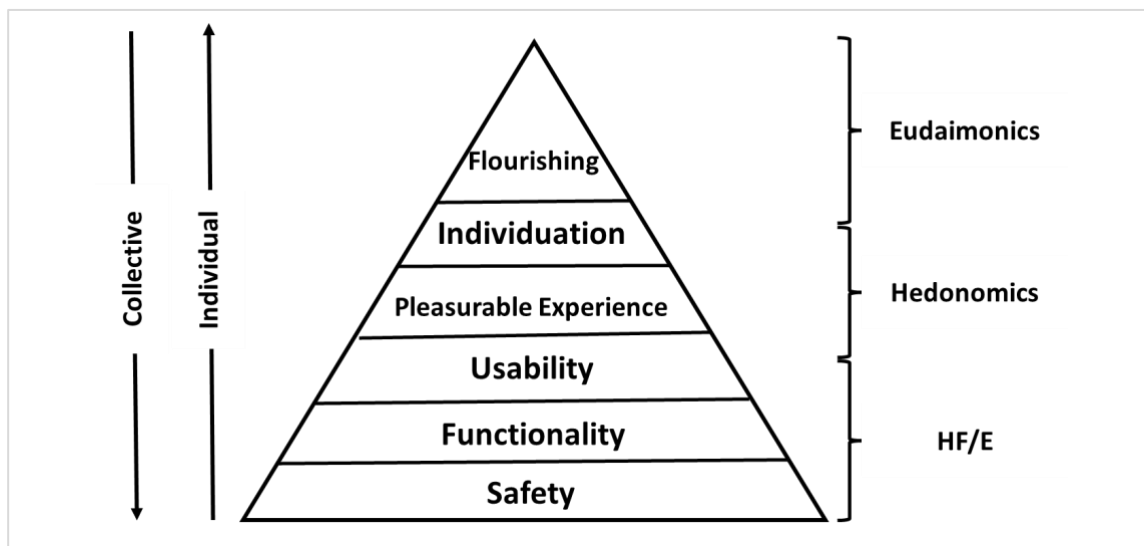 Collective
Individual
Flourishing
Individuation
Pleasurable Experience
Usability
Functionality
Safety
Eudaimonics
Hedonomics
HF/E